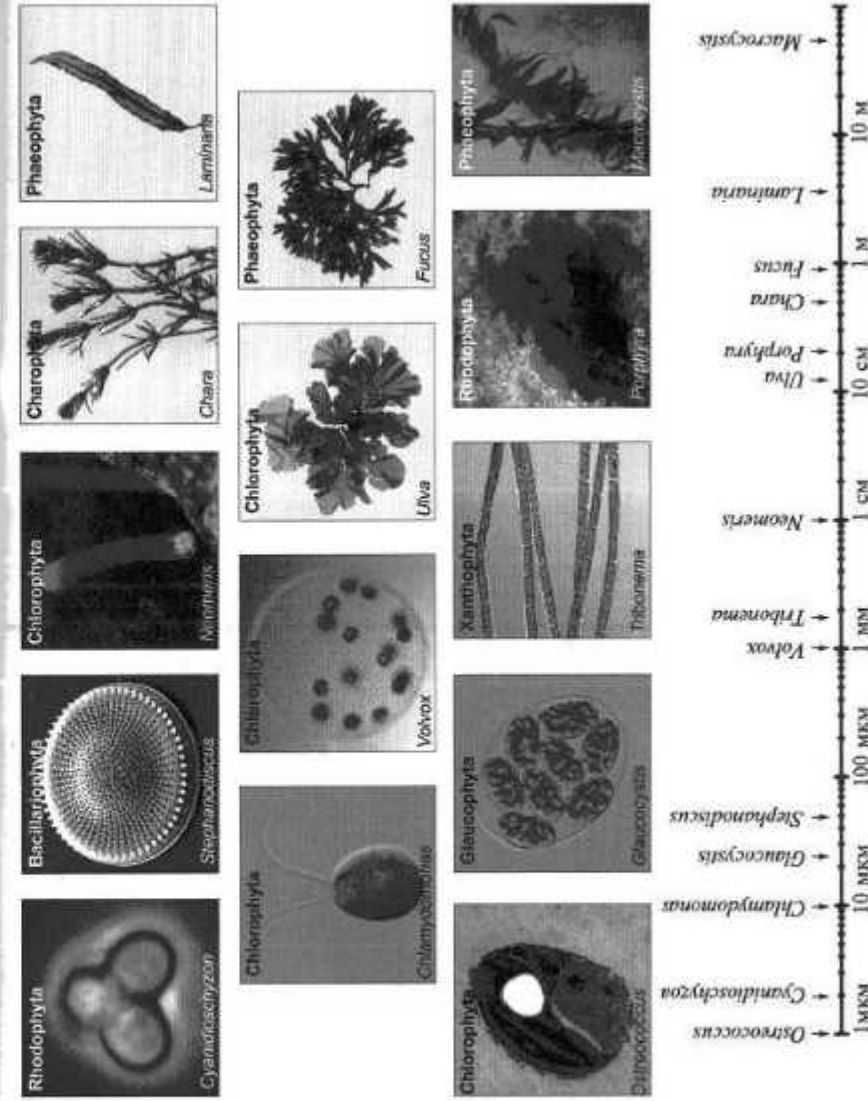 Rhodophyta
Cyanidioschyzon
Bacillariophyta
Stephanodiscus
Chlorophyta
Charophyta
Chara
Phaeophyta
Laminaria
Chlorophyta
Chlamydomonas
Chlorophyta
Volvox
Chlorophyta
Ulva
Phaeophyta
Fucus
Chlorophyta
Ostreococcus
Glaucophyta
Glaucocystis
Xanthophyta
Tribonema
Rhodophyta
Porphyra
Phaeophyta
Macrocystis
Ostreococcus
Cyanidioschyzoa
Chlamydomonas
Glaucocystis
Stephanodiscus
Volvox
Tribonema
Neomeris
Ulva
Porphyra
Chara
Fucus
Laminaria
Macrocystis
1 мкм
10 мкм
100 мкм
1 мм
1 см
10 см
1 м
10 м